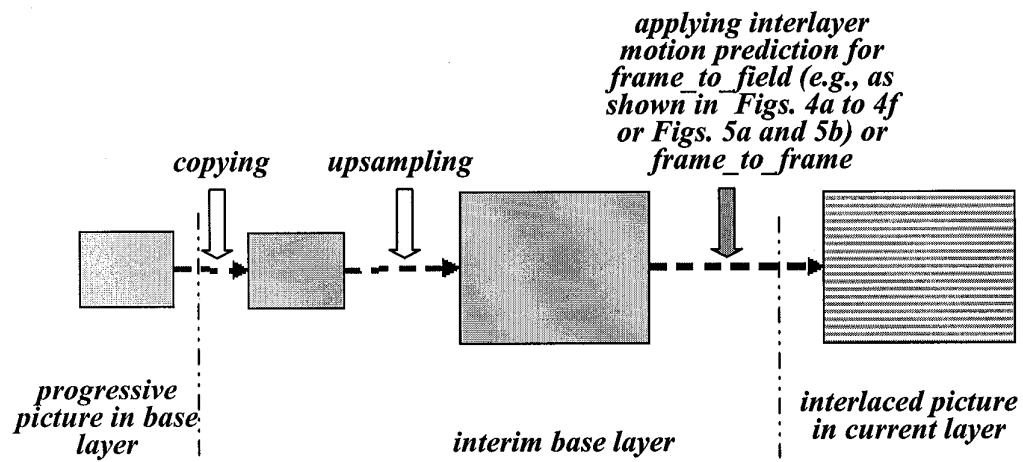 applying interlayer
motion prediction for
frame_to_field (e.g., as
shown in Figs. 4a to 4f
or Figs. 5a and 5b) or
frame_to_frame
copying
upsampling
progressive
picture in base
layer
interim base layer
interlaced picture
in current layer